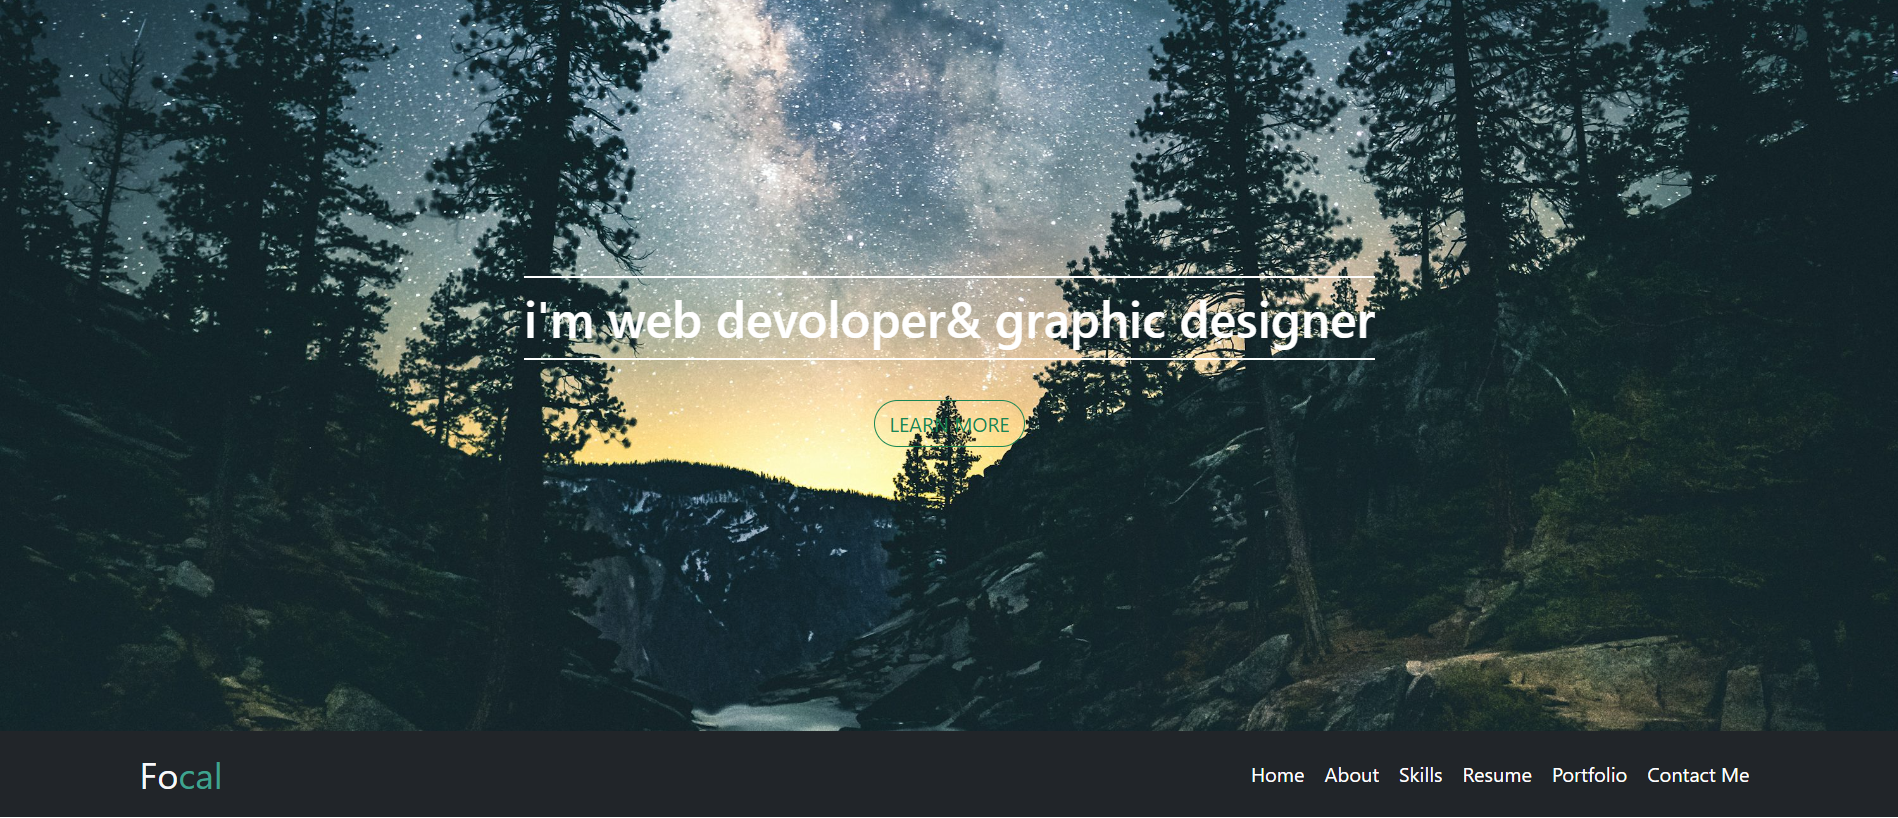 i'm web devoloper& graphic designer
LEARN MORE
Focal
Home About Skills Resume Portfolio Contact Me